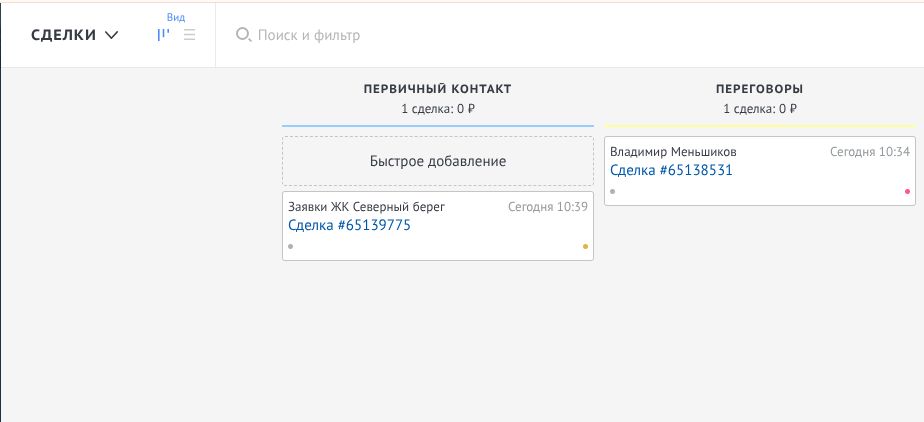 СДЕЛКИ
Вид
Поиск и фильтр
ПЕРВИЧНЫЙ КОНТАКТ
1 сделка: 0 ₽
Быстрое добавление
Заявки ЖК Северный берег
Сегодня 10:39
Сделка #65139775
ПЕРЕГОВОРЫ
1 сделка: 0 ₽
Владимир Меньшиков
Сегодня 10:34
Сделка #65138531